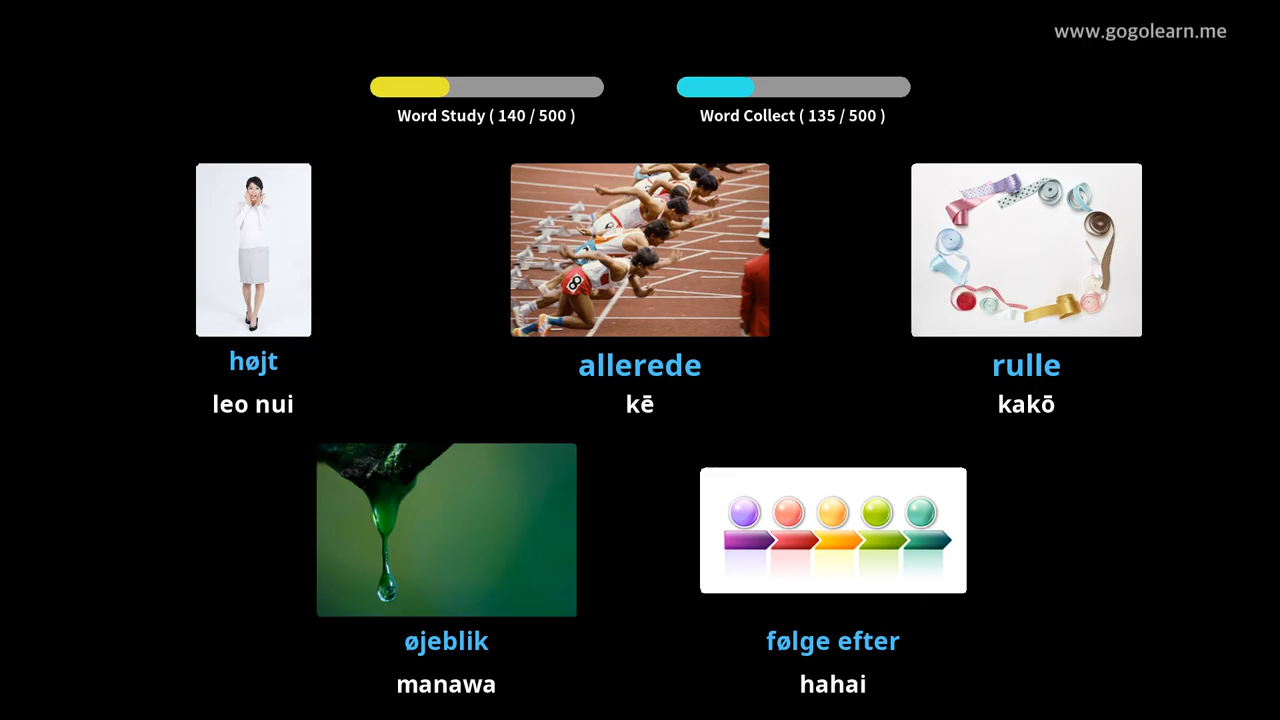 www.gogolearn.me
Word Study ( 140 / 500 )
Word Collect ( 135 / 500 )
højt
leo nui
allerede
kē
rulle
kakō
øjeblik
manawa
følge efter
hahai